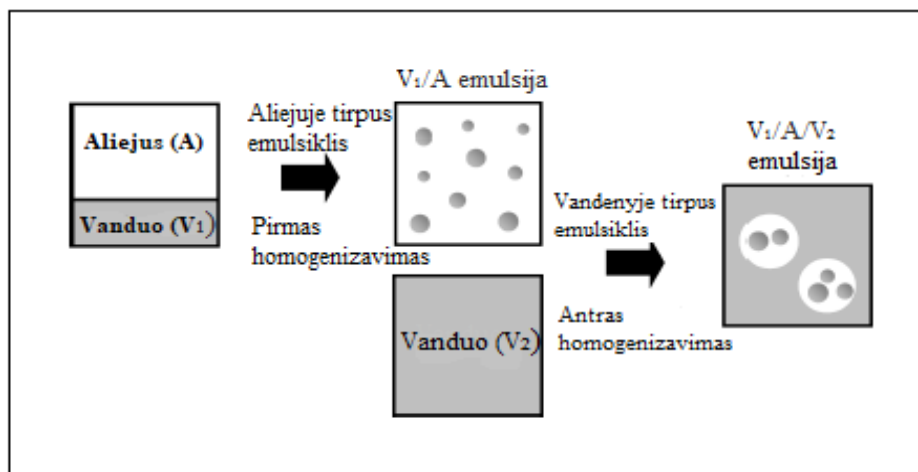 Aliejus (A)
Vanduo (V₁)
Aliejuje tirpus
emulsiklis
Pirmas
homogenizavimas
V₁/A emulsija
Vanduo (V₂)
Vandenyje tirpus
emulsiklis
Antras
homogenizavimas
V₁/A/V₂
emulsija